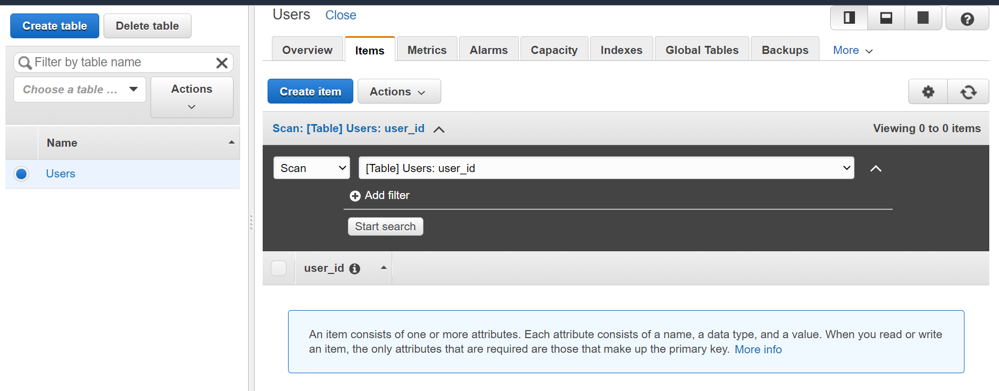 Create table
Delete table
Filter by table name
Choose a table ...
Actions
Name
Users
Users
Close
Overview
Items
Metrics
Alarms
Capacity
Indexes
Global Tables
Backups
More
Create item
Actions
Scan: [Table] Users: user_id
Viewing 0 to 0 items
Scan
[Table] Users: user_id
Add filter
Start search
user_id
An item consists of one or more attributes. Each attribute consists of a name, a data type, and a value. When you read or write
an item, the only attributes that are required are those that make up the primary key. More info